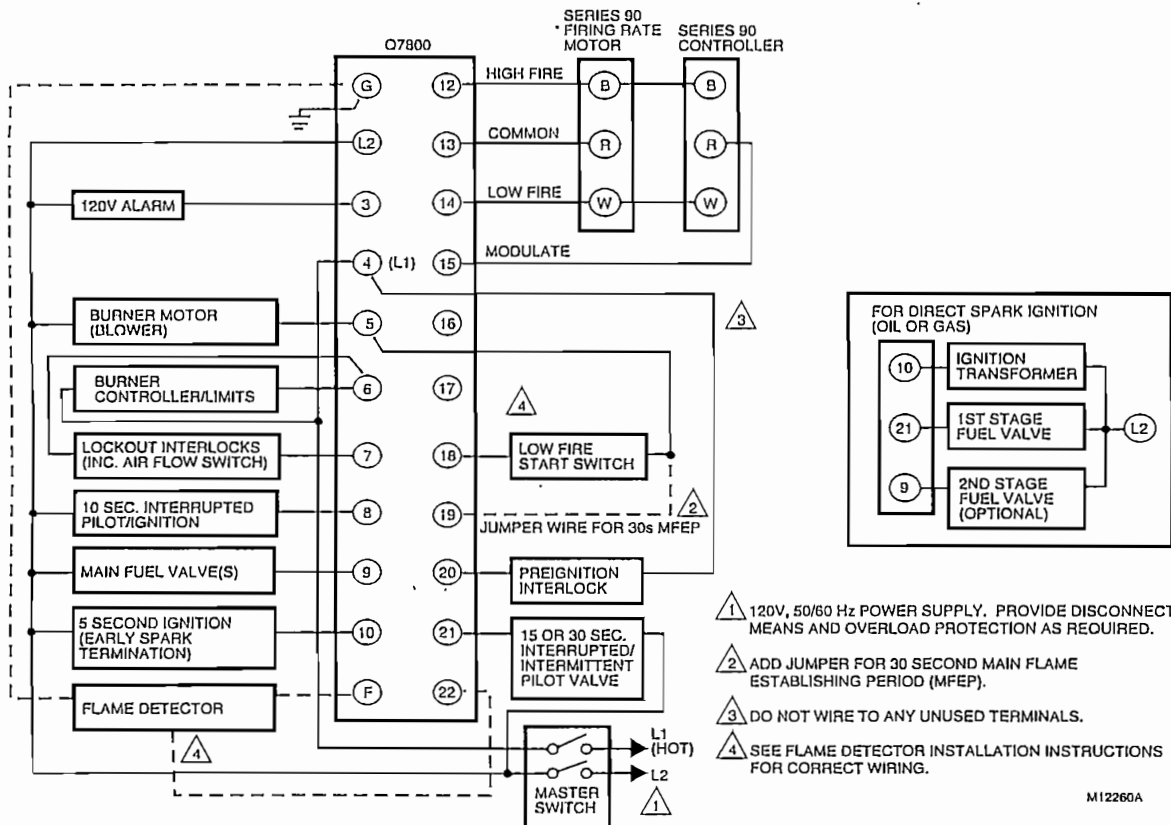 SERIES 90
FIRING RATE
MOTOR
SERIES 90
CONTROLLER
Q7800
G
12
HIGH FIRE
B
B
L2
13
COMMON
R
R
120V ALARM
3
14
LOW FIRE
W
W
4
(L1)
15
MODULATE
BURNER MOTOR
(BLOWER)
5
16
3
BURNER
CONTROLLER/LIMITS
6
17
4
LOCKOUT INTERLOCKS
(INC. AIR FLOW SWITCH)
7
18
LOW FIRE
START SWITCH
10 SEC. INTERRUPTED
PILOT/IGNITION
8
19
2
JUMPER WIRE FOR 30s MFEP
MAIN FUEL VALVE(S)
9
20
PREIGNITION
INTERLOCK
5 SECOND IGNITION
(EARLY SPARK
TERMINATION)
10
21
15 OR 30 SEC.
INTERRUPTED/
INTERMITTENT
PILOT VALVE
FLAME DETECTOR
F
22
4
L1
(HOT)
L2
MASTER
SWITCH
1
FOR DIRECT SPARK IGNITION
(OIL OR GAS)
10
IGNITION
TRANSFORMER
21
1ST STAGE
FUEL VALVE
L2
9
2ND STAGE
FUEL VALVE
(OPTIONAL)
1 120V, 50/60 Hz POWER SUPPLY. PROVIDE DISCONNECT
MEANS AND OVERLOAD PROTECTION AS REQUIRED.
2 ADD JUMPER FOR 30 SECOND MAIN FLAME
ESTABLISHING PERIOD (MFEP).
3 DO NOT WIRE TO ANY UNUSED TERMINALS.
4 SEE FLAME DETECTOR INSTALLATION INSTRUCTIONS
FOR CORRECT WIRING.
M12260A